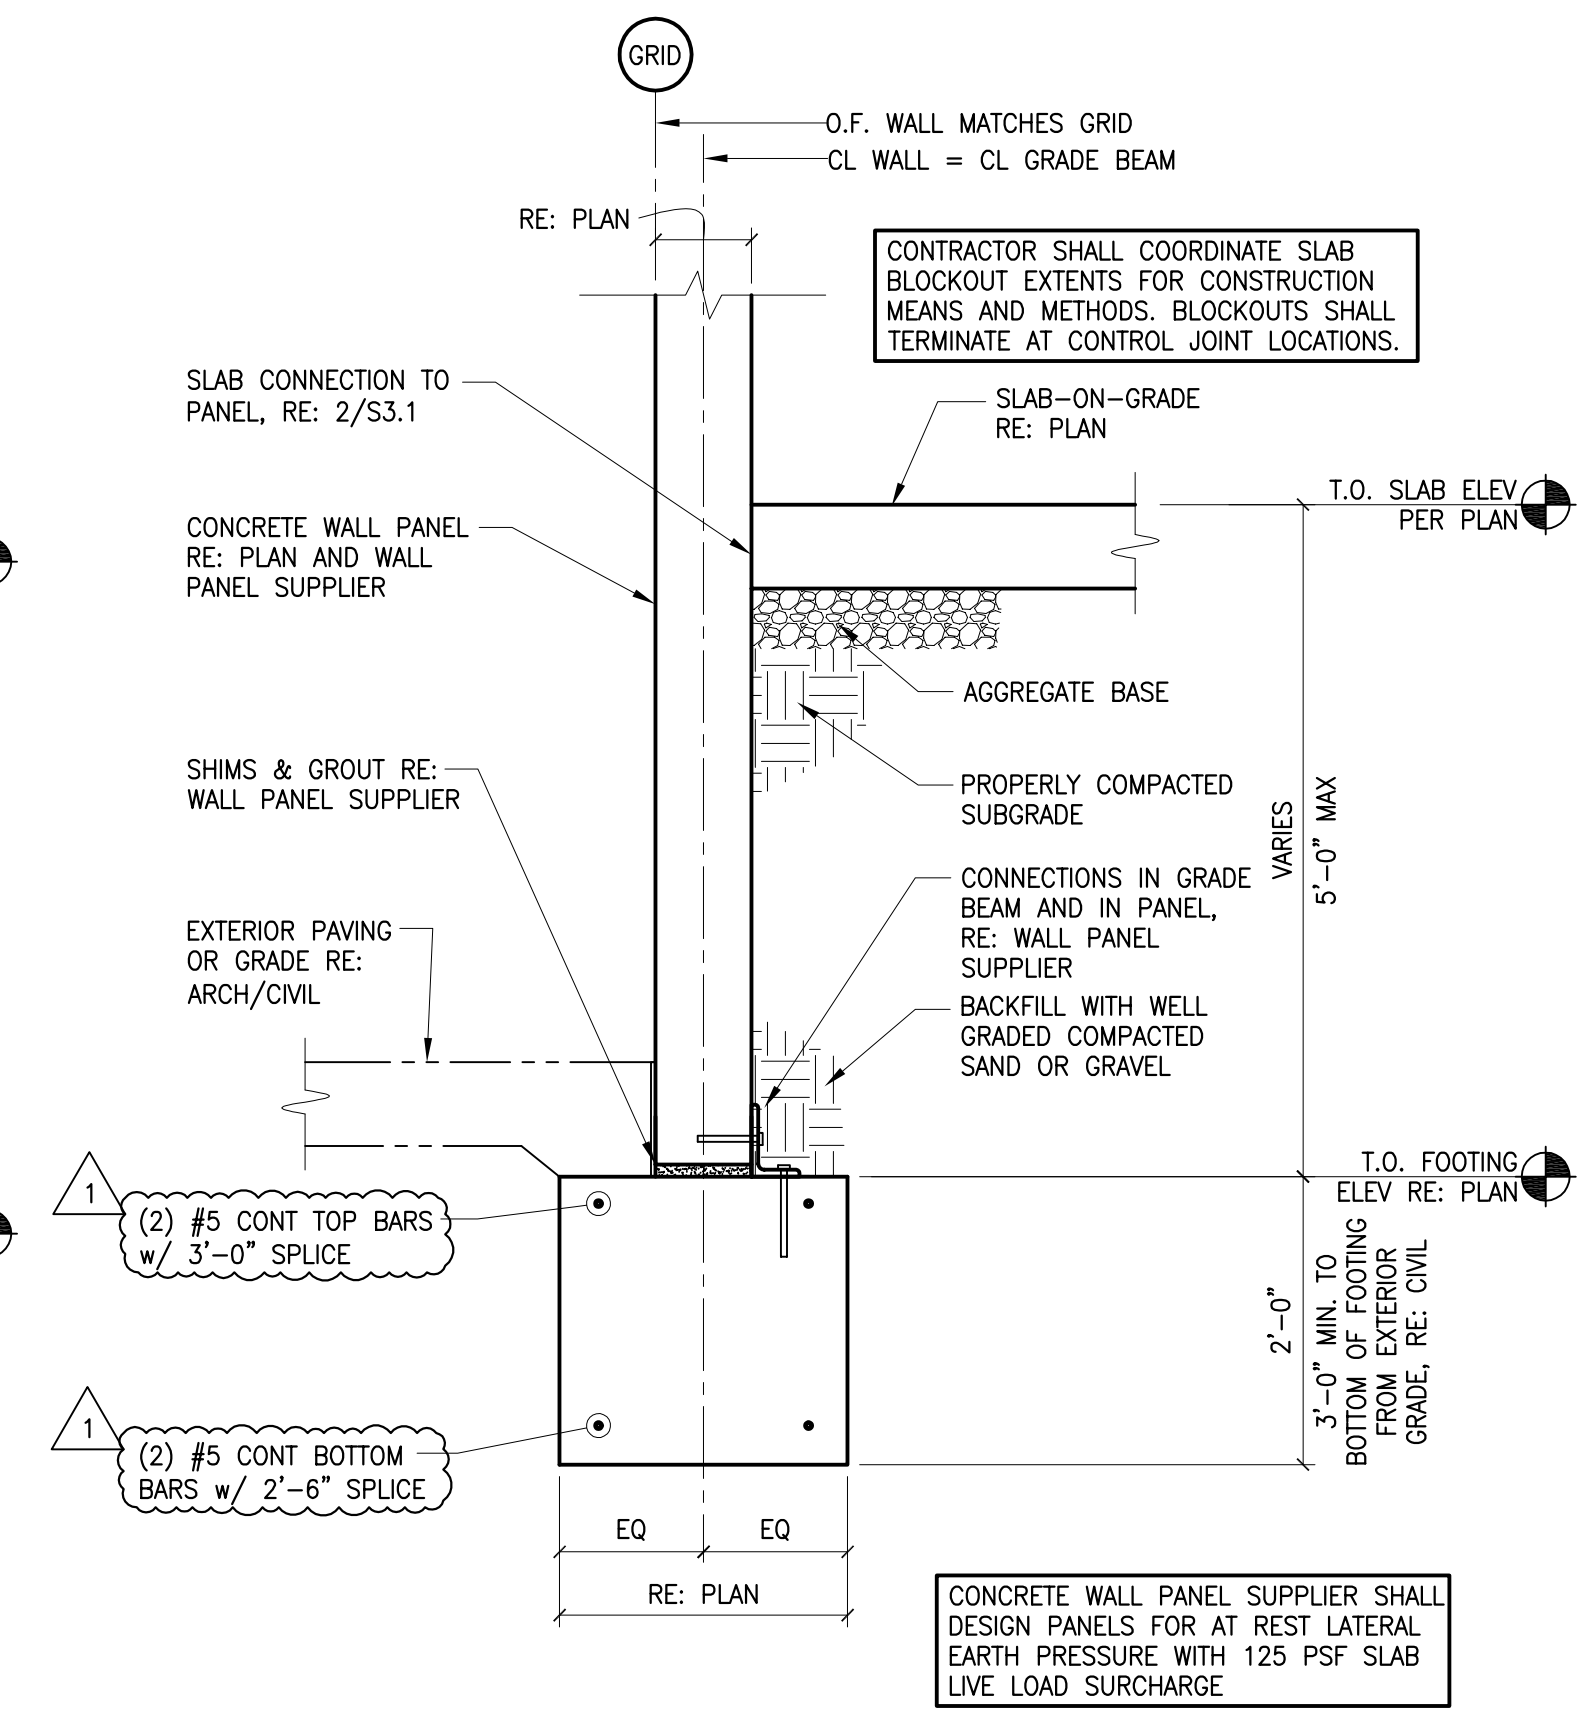 GRID
O.F. WALL MATCHES GRID
CL WALL = CL GRADE BEAM
RE: PLAN
CONTRACTOR SHALL COORDINATE SLAB
BLOCKOUT EXTENTS FOR CONSTRUCTION
MEANS AND METHODS. BLOCKOUTS SHALL
TERMINATE AT CONTROL JOINT LOCATIONS.
SLAB CONNECTION TO
PANEL, RE: 2/S3.1
SLAB-ON-GRADE
RE: PLAN
T.O. SLAB ELEV
PER PLAN
CONCRETE WALL PANEL
RE: PLAN AND WALL
PANEL SUPPLIER
AGGREGATE BASE
SHIMS & GROUT RE:
WALL PANEL SUPPLIER
PROPERLY COMPACTED
SUBGRADE
VARIES
5'-0" MAX
CONNECTIONS IN GRADE
BEAM AND IN PANEL,
RE: WALL PANEL
SUPPLIER
EXTERIOR PAVING
OR GRADE RE:
ARCH/CIVIL
BACKFILL WITH WELL
GRADED COMPACTED
SAND OR GRAVEL
T.O. FOOTING
ELEV RE: PLAN
1
(2) #5 CONT TOP BARS
w/ 3'-0" SPLICE
2'-0"
3'-0" MIN. TO
BOTTOM OF FOOTING
FROM EXTERIOR
GRADE, RE: CIVIL
1
(2) #5 CONT BOTTOM
BARS w/ 2'-6" SPLICE
EQ
EQ
RE: PLAN
CONCRETE WALL PANEL SUPPLIER SHALL
DESIGN PANELS FOR AT REST LATERAL
EARTH PRESSURE WITH 125 PSF SLAB
LIVE LOAD SURCHARGE